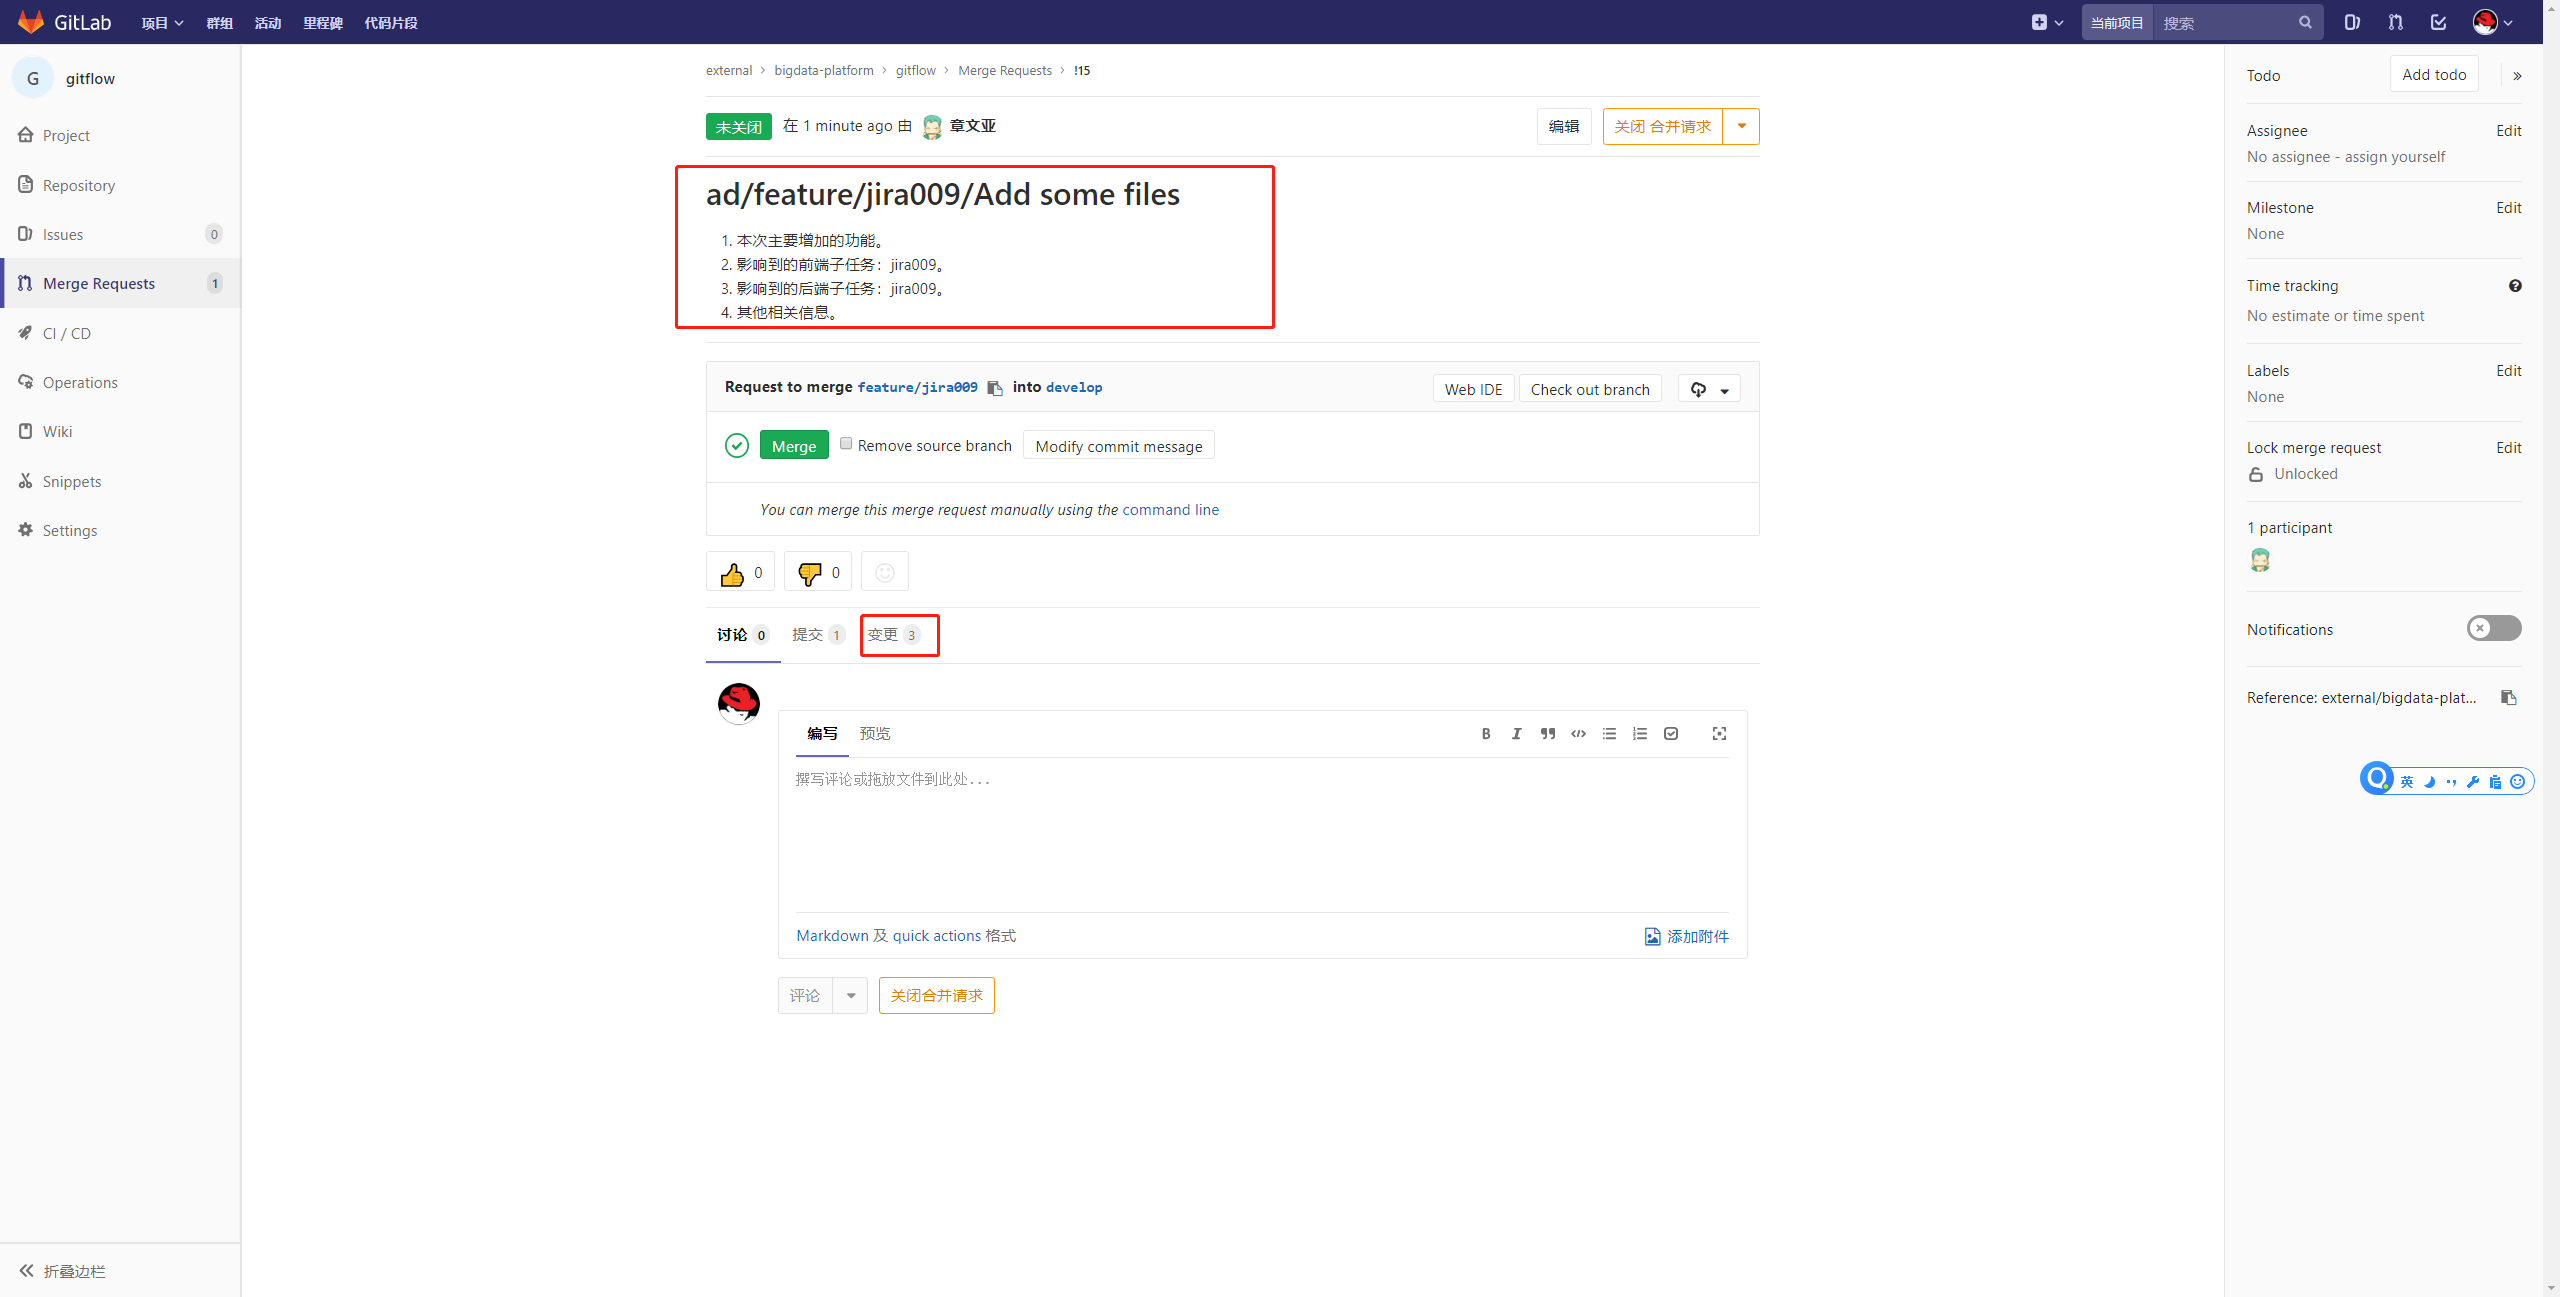 GitLab 项目 群组 活动 里程碑 代码片段 当前项目 搜索
G gitflow
Project
Repository
Issues 0
Merge Requests 1
CI / CD
Operations
Wiki
Snippets
Settings
折叠边栏
external › bigdata-platform › gitflow › Merge Requests › !15
未关闭 在 1 minute ago 由 章文亚 编辑 关闭 合并请求
ad/feature/jira009/Add some files
1. 本次主要增加的功能。
2. 影响到的前端子任务：jira009。
3. 影响到的后端子任务：jira009。
4. 其他相关信息。
Request to merge feature/jira009 into develop Web IDE Check out branch
Merge Remove source branch Modify commit message
You can merge this merge request manually using the command line
0 0
讨论 0 提交 1 变更 3
编写 预览
撰写评论或拖放文件到此处...
Markdown 及 quick actions 格式 添加附件
评论 关闭合并请求
Todo Add todo »
Assignee Edit
No assignee - assign yourself
Milestone Edit
None
Time tracking
No estimate or time spent
Labels Edit
None
Lock merge request Edit
Unlocked
1 participant
Notifications
Reference: external/bigdata-plat...
英